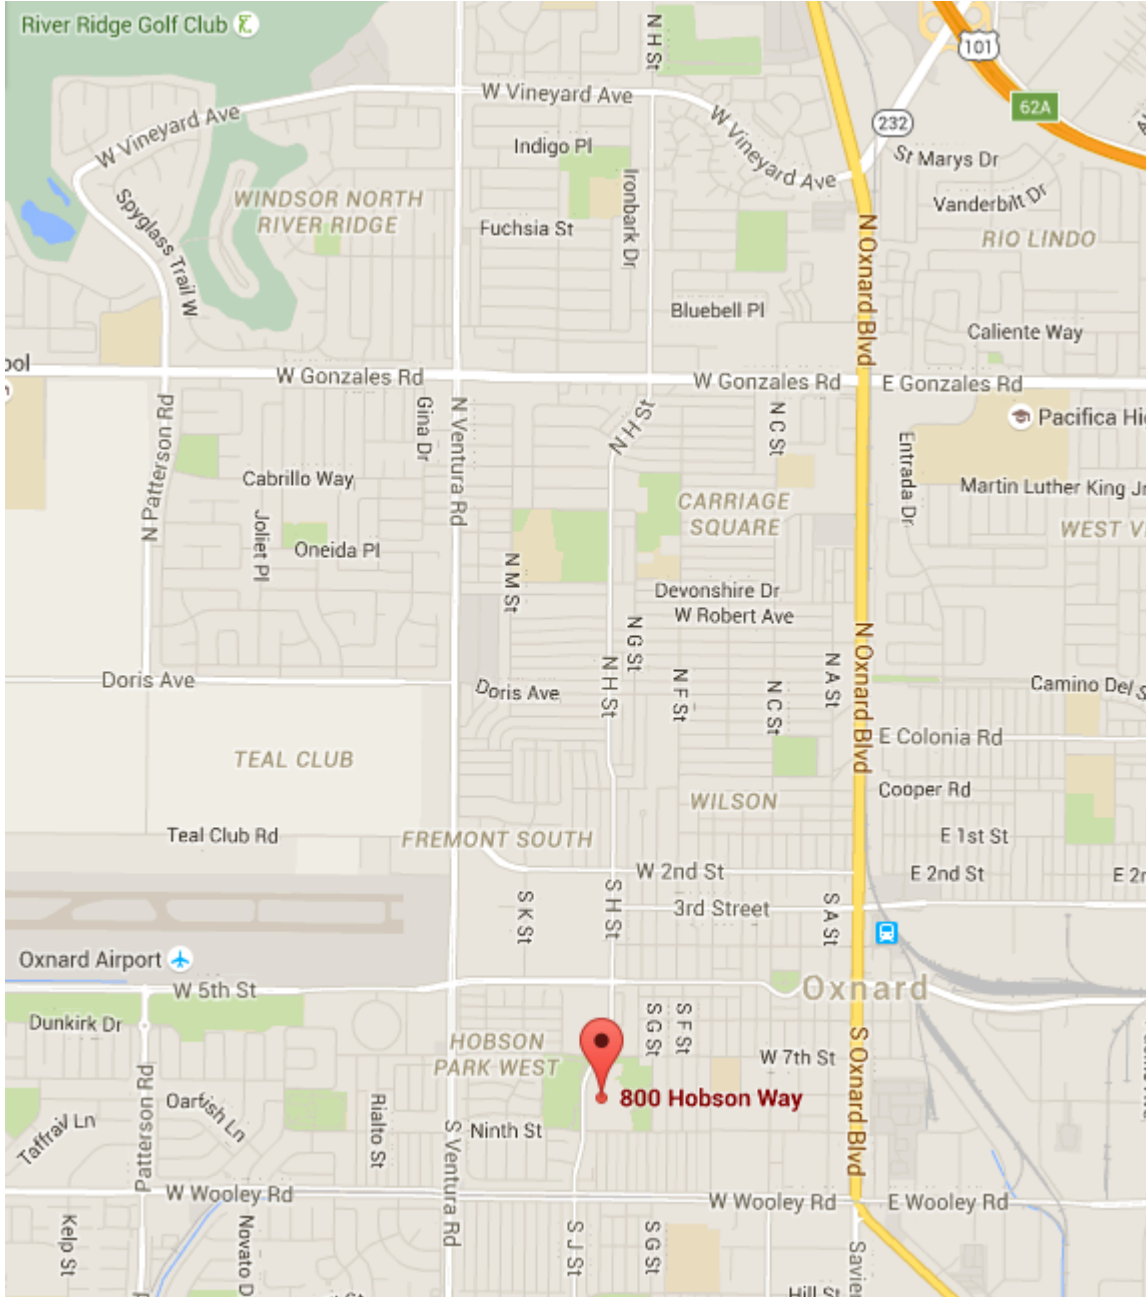 River Ridge Golf Club
N H St
101
W Vineyard Ave
62A
W Vineyard Ave
W Vineyard Ave
232
Indigo Pl
St Marys Dr
Spyglass Trail W
WINDSOR NORTH
RIVER RIDGE
Ironbark Dr
Vanderbilt Dr
Fuchsia St
N Oxnard Blvd
RIO LINDO
Bluebell Pl
Caliente Way
ool
W Gonzales Rd
W Gonzales Rd
E Gonzales Rd
N Patterson Rd
Gina Dr
N Ventura Rd
N H St
N C St
Pacifica Hi
Entrada Dr
Cabrillo Way
Martin Luther King J
CARRIAGE
SQUARE
WEST V
Joliet Pl
Oneida Pl
N M St
Devonshire Dr
W Robert Ave
N G St
N Oxnard Blvd
Doris Ave
Doris Ave
N H St
N F St
N C St
N A St
Camino Del S
E Colonia Rd
TEAL CLUB
WILSON
Cooper Rd
Teal Club Rd
FREMONT SOUTH
E 1st St
W 2nd St
E 2nd St
E 2
S K St
S H St
3rd Street
S A St
Oxnard Airport
W 5th St
Oxnard
Dunkirk Dr
HOBSON
PARK WEST
S G St
S F St
W 7th St
S Oxnard Blvd
800 Hobson Way
Patterson Rd
Taffrail Ln
Oarfish Ln
Rialto St
Ninth St
S Ventura Rd
W Wooley Rd
W Wooley Rd
E Wooley Rd
Kelp St
Novato D
S J St
S G St
Savie
Hill St